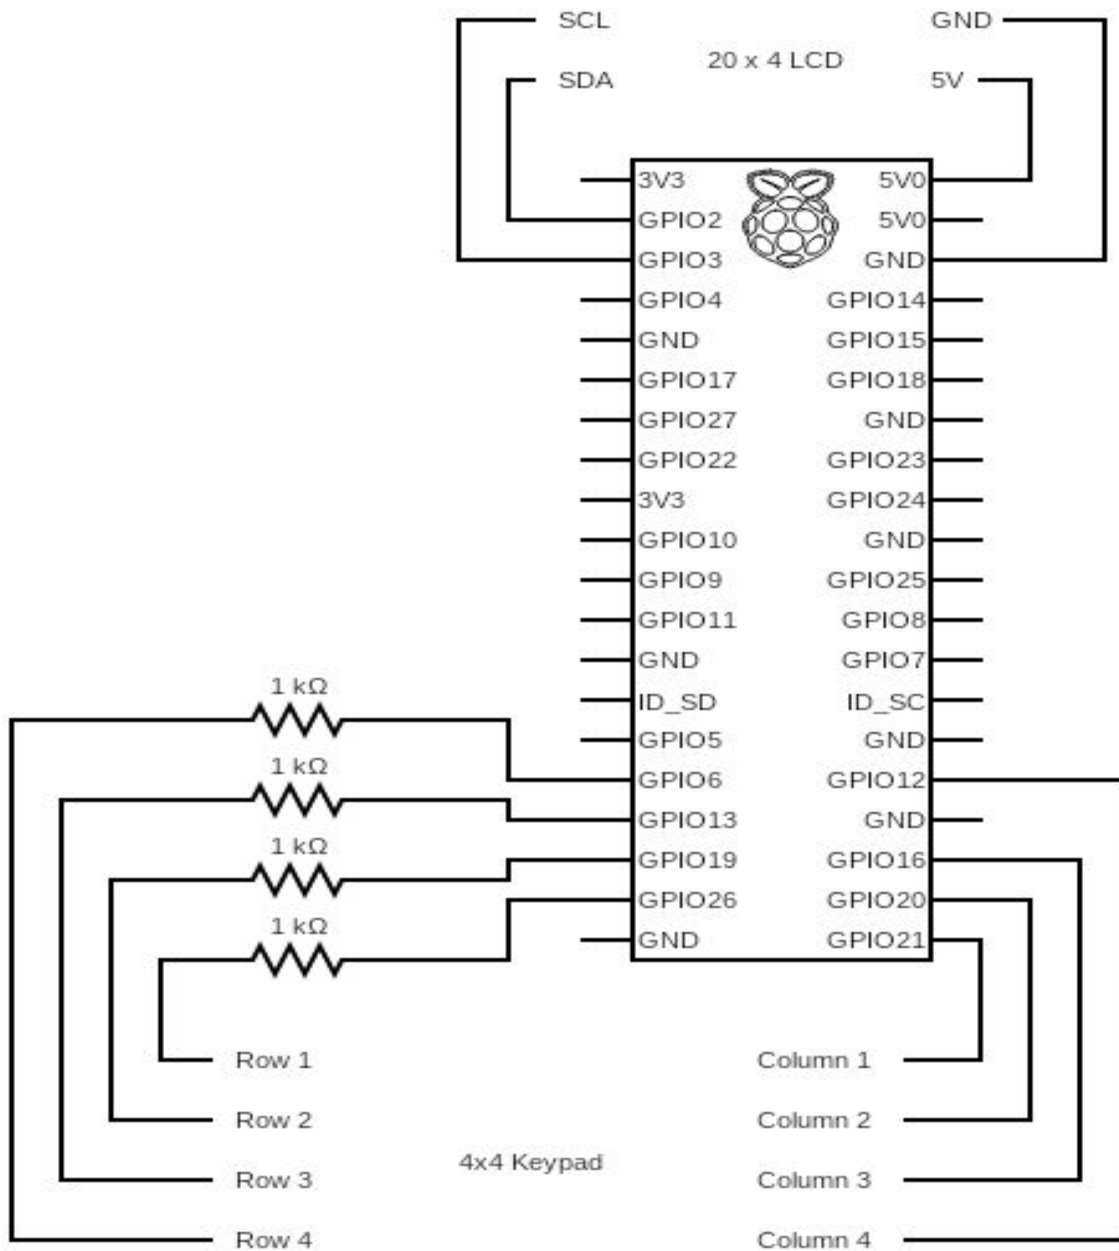 SCL GND
20 x 4 LCD
SDA 5V
3V3 5V0
GPIO2 5V0
GPIO3 GND
GPIO4 GPIO14
GND GPIO15
GPIO17 GPIO18
GPIO27 GND
GPIO22 GPIO23
3V3 GPIO24
GPIO10 GND
GPIO9 GPIO25
GPIO11 GPIO8
GND GPIO7
1 kΩ
ID_SD ID_SC
GPIO5 GND
1 kΩ
GPIO6 GPIO12
GPIO13 GND
1 kΩ
GPIO19 GPIO16
GPIO26 GPIO20
1 kΩ
GND GPIO21
Row 1 Column 1
Row 2 Column 2
4x4 Keypad
Row 3 Column 3
Row 4 Column 4